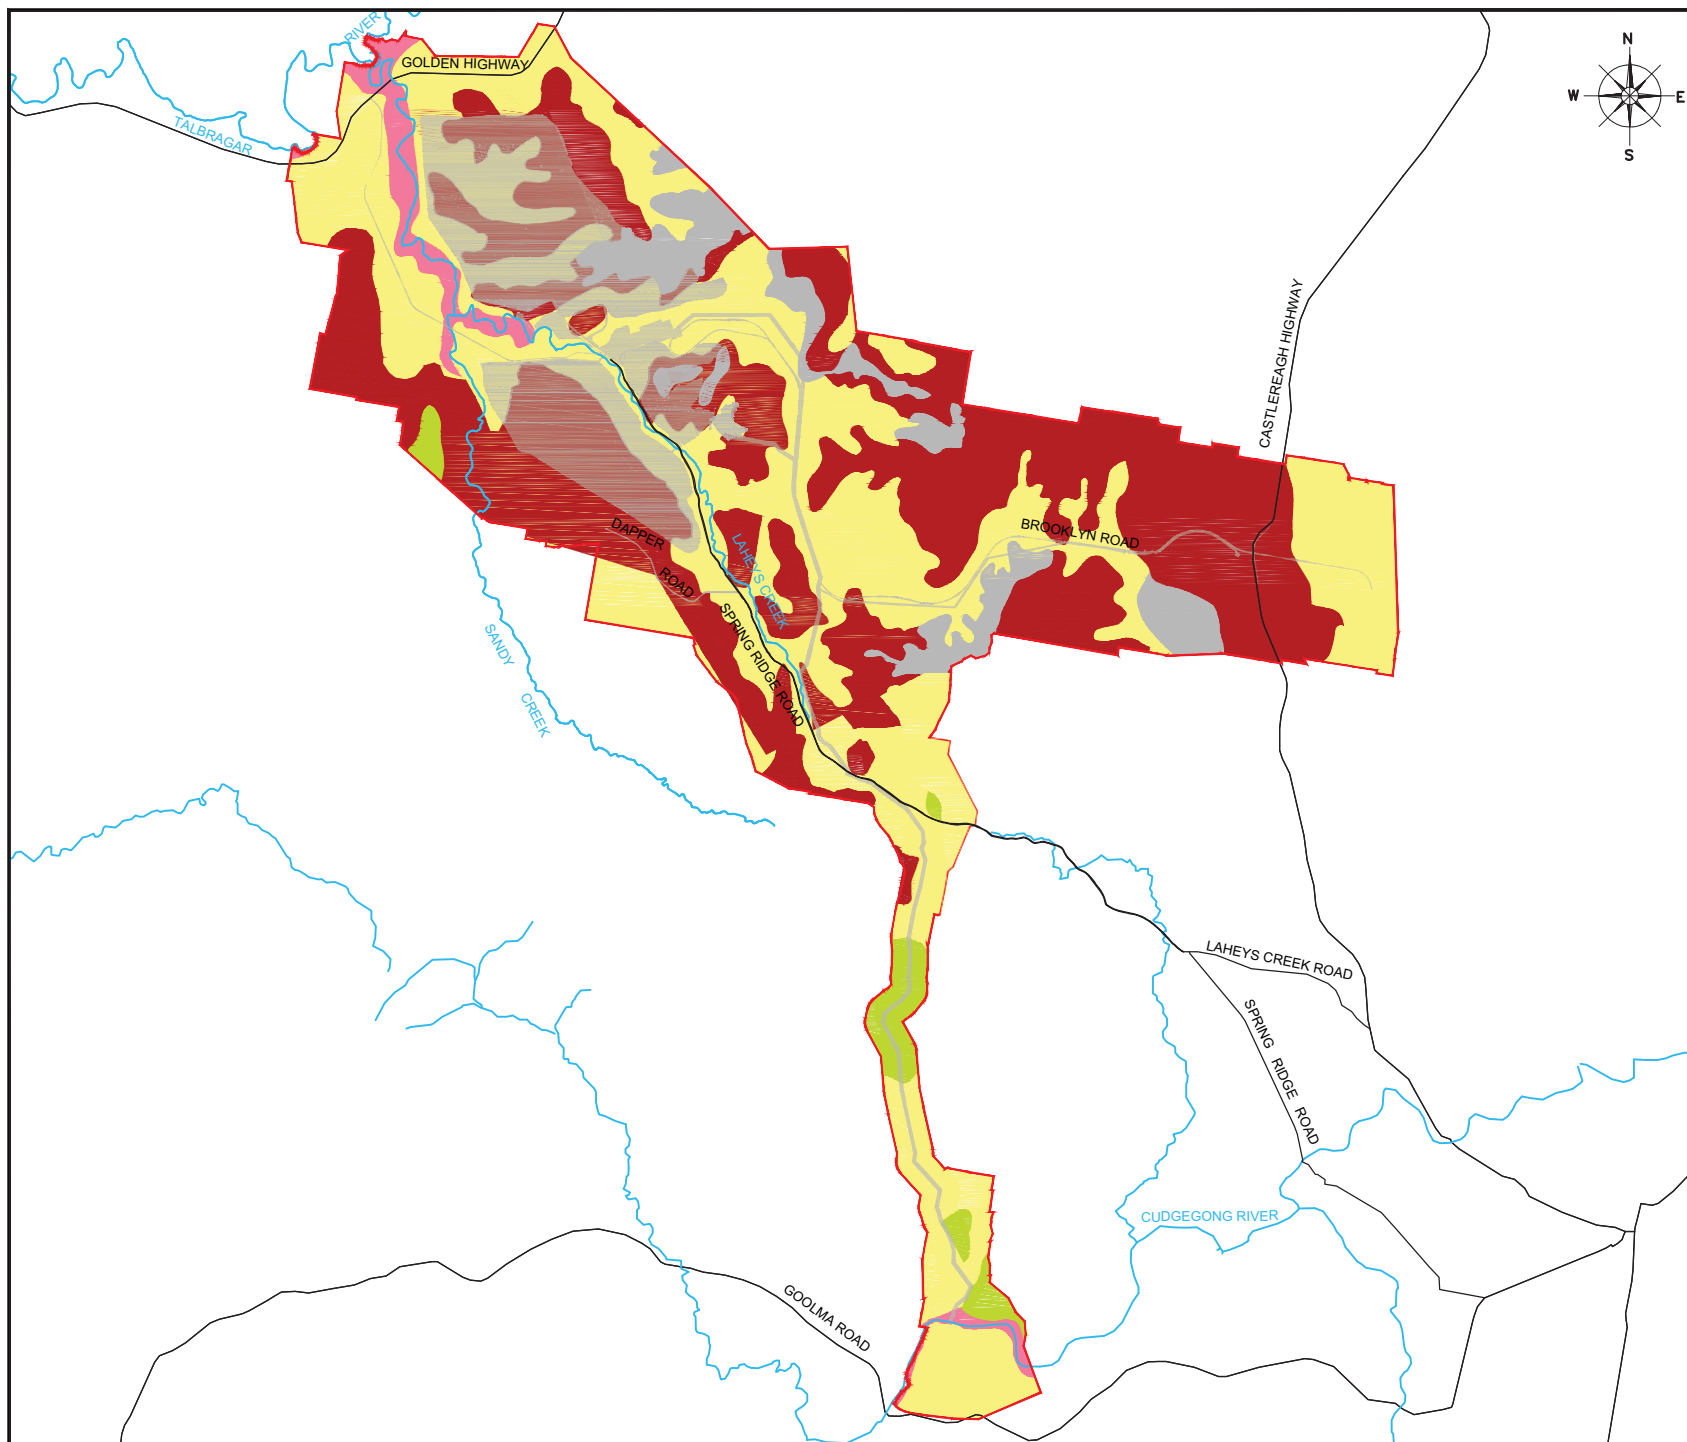 RIVER
N
GOLDEN HIGHWAY
W
E
TALBRAGAR
S
CASTLEREAGH HIGHWAY
DAPPER
ROAD
BROOKLYN ROAD
LAHEYS CREEK
SPRING RIDGE ROAD
SANDY
CREEK
LAHEYS CREEK ROAD
SPRING RIDGE ROAD
CUDGEGONG RIVER
GOOLMA ROAD